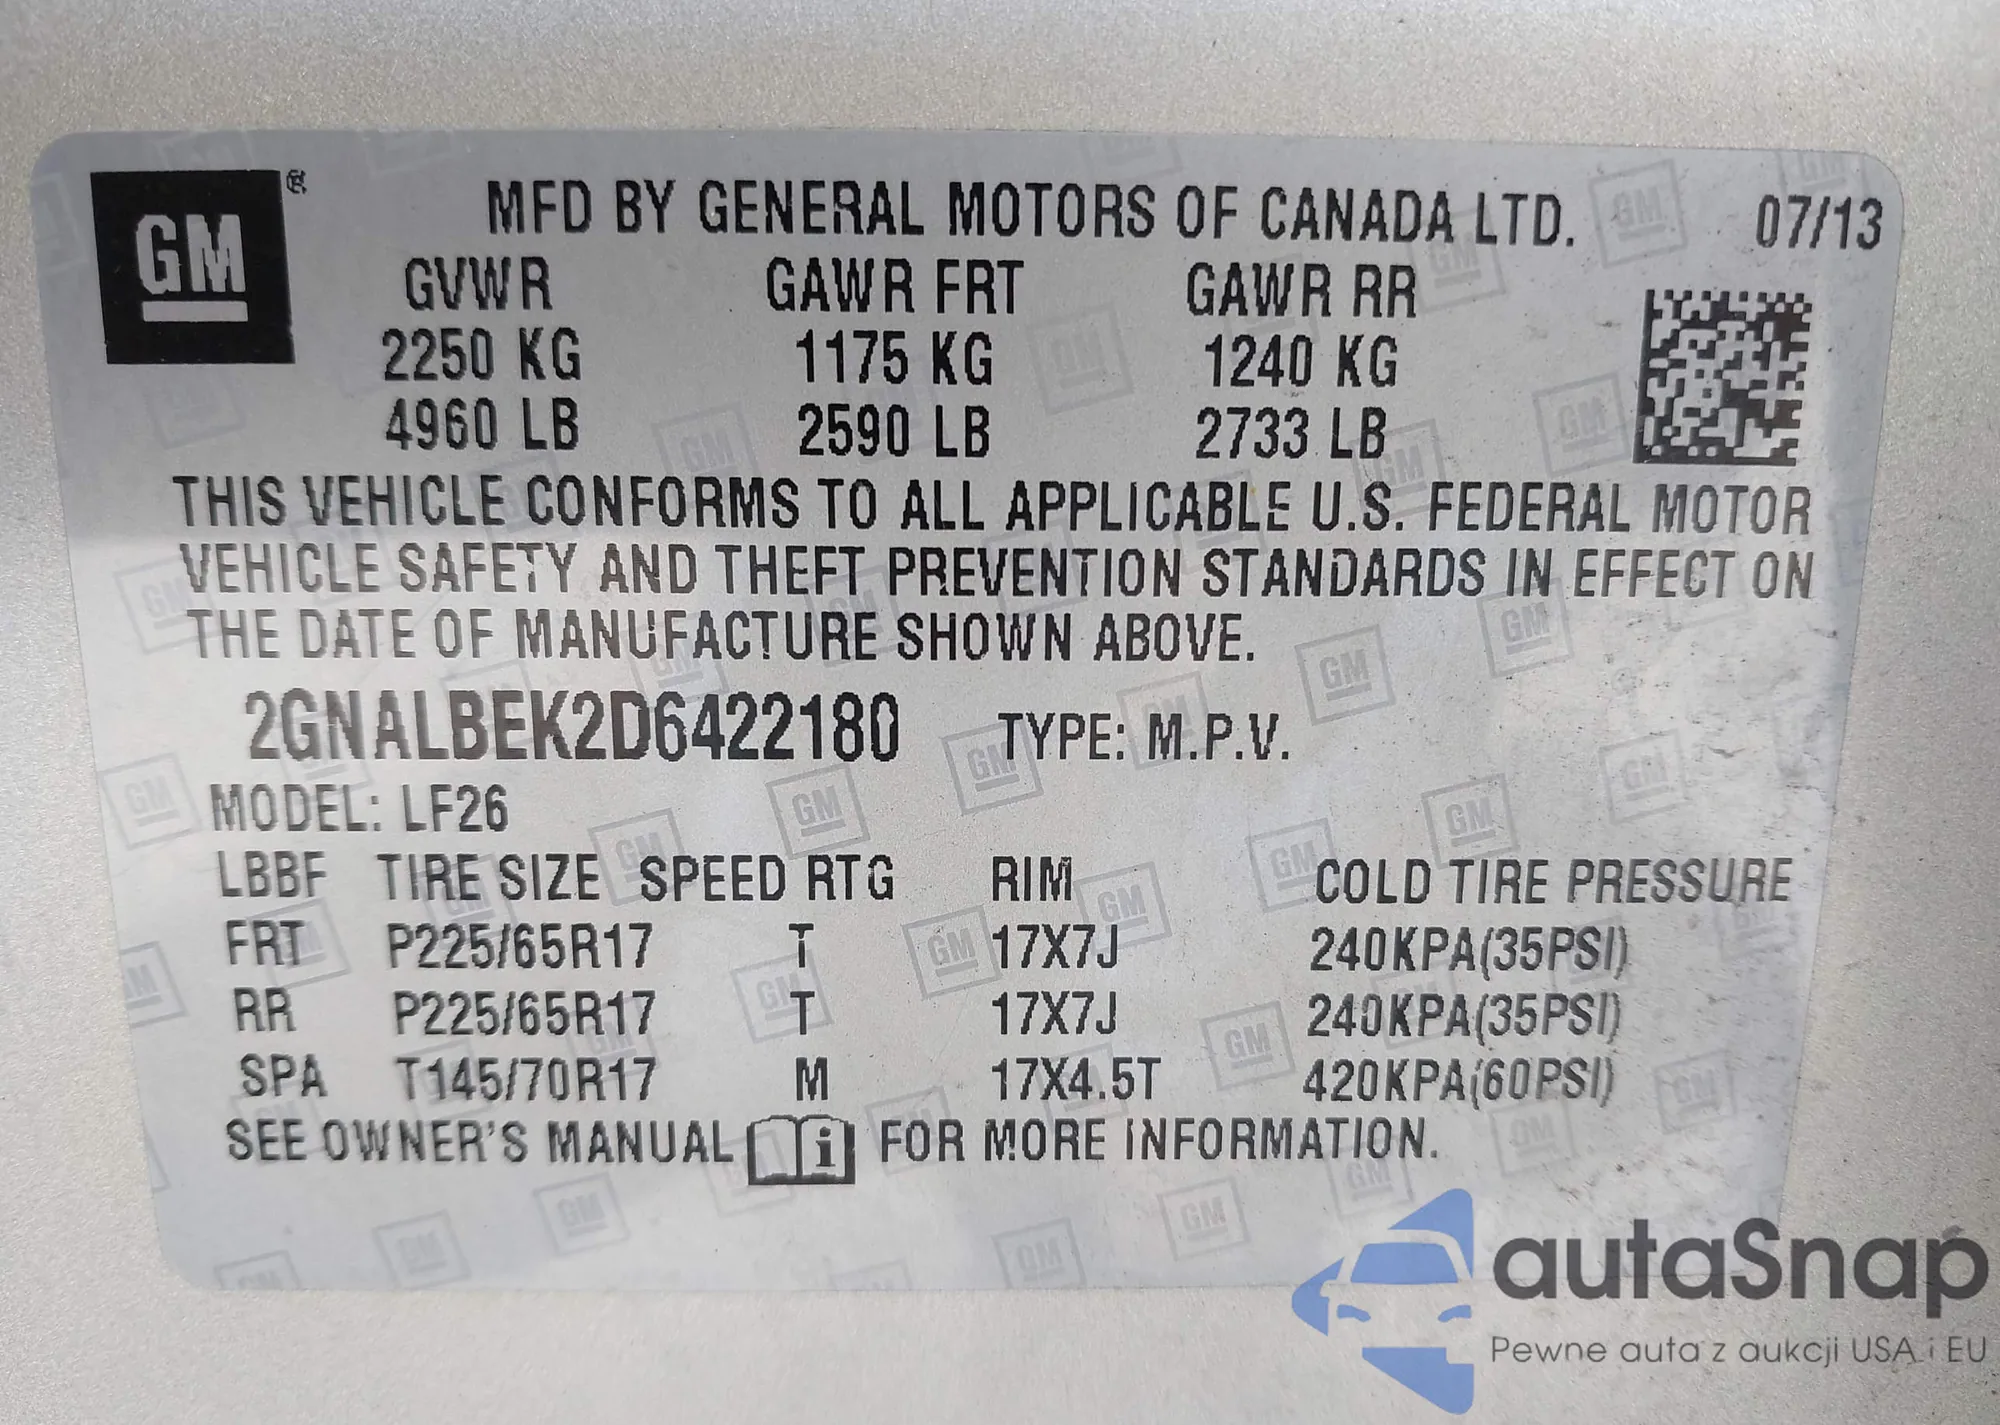 GM®
MFD BY GENERAL MOTORS OF CANADA LTD. 07/13
GVWR GAWR FRT GAWR RR
2250 KG 1175 KG 1240 KG
4960 LB 2590 LB 2733 LB
THIS VEHICLE CONFORMS TO ALL APPLICABLE U.S. FEDERAL MOTOR
VEHICLE SAFETY AND THEFT PREVENTION STANDARDS IN EFFECT ON
THE DATE OF MANUFACTURE SHOWN ABOVE.
2GNALBEK2D6422180 TYPE: M.P.V.
MODEL: LF26
LBBF TIRE SIZE SPEED RTG RIM COLD TIRE PRESSURE
FRT P225/65R17 T 17X7J 240KPA(35PSI)
RR P225/65R17 T 17X7J 240KPA(35PSI)
SPA T145/70R17 M 17X4.5T 420KPA(60PSI)
SEE OWNER'S MANUAL i FOR MORE INFORMATION.
autaSnap
Pewne auta z aukcji USA i EU